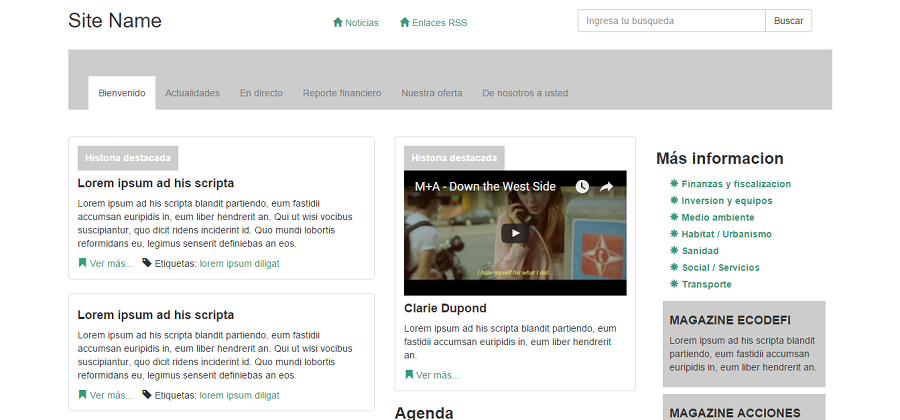 Site Name
Noticias
Enlaces RSS
Ingresa tu busqueda
Buscar
Bienvenido
Actualidades
En directo
Reporte financiero
Nuestra oferta
De nosotros a usted
Historia destacada
Lorem ipsum ad his scripta
Lorem ipsum ad his scripta blandit partiendo, eum fastidii
accumsan euripidis in, eum liber hendrerit an. Qui ut wisi vocibus
suscipiantur, quo dicit ridens inciderint id. Quo mundi lobortis
reformidans eu, legimus senserit definiebas an eos.
Ver más...
Etiquetas: lorem ipsum diligat
Lorem ipsum ad his scripta
Lorem ipsum ad his scripta blandit partiendo, eum fastidii
accumsan euripidis in, eum liber hendrerit an. Qui ut wisi vocibus
suscipiantur, quo dicit ridens inciderint id. Quo mundi lobortis
reformidans eu, legimus senserit definiebas an eos.
Ver más...
Etiquetas: lorem ipsum diligat
Historia destacada
M+A - Down the West Side
I hate myself for what I did...
Clarie Dupond
Lorem ipsum ad his scripta blandit partiendo, eum
fastidii accumsan euripidis in, eum liber hendrerit
an.
Ver más...
Agenda
Más informacion
Finanzas y fiscalizacion
Inversion y equipos
Medio ambiente
Habitat / Urbanismo
Sanidad
Social / Servicios
Transporte
MAGAZINE ECODEFI
Lorem ipsum ad his scripta blandit
partiendo, eum fastidii accumsan
euripidis in, eum liber hendrerit an.
MAGAZINE ACCIONES